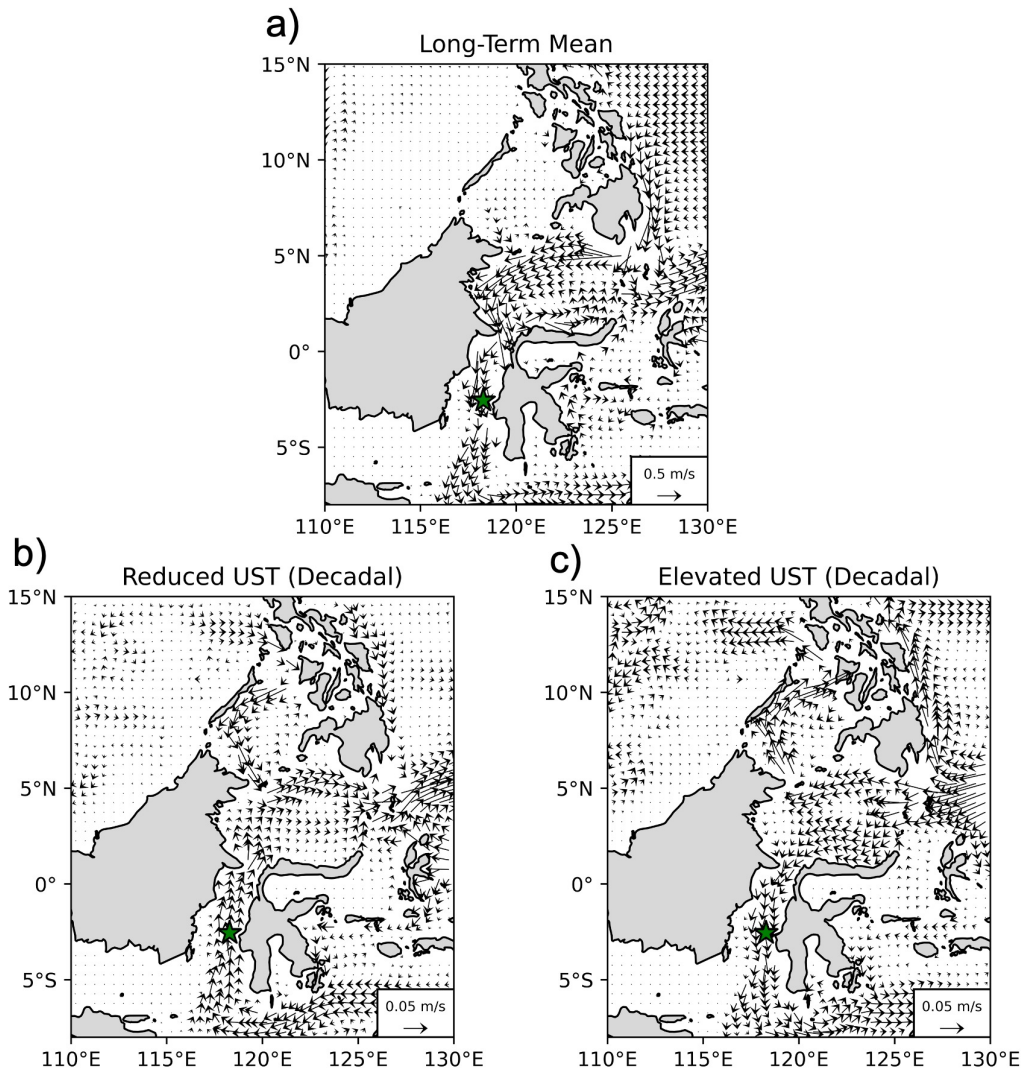 a)
Long-Term Mean
15°N
10°N
5°N
0°
5°S
0.5 m/s
110°E 115°E 120°E 125°E 130°E
b)
Reduced UST (Decadal)
15°N
10°N
5°N
0°
5°S
0.05 m/s
110°E 115°E 120°E 125°E 130°E
c)
Elevated UST (Decadal)
15°N
10°N
5°N
0°
5°S
0.05 m/s
110°E 115°E 120°E 125°E 130°E